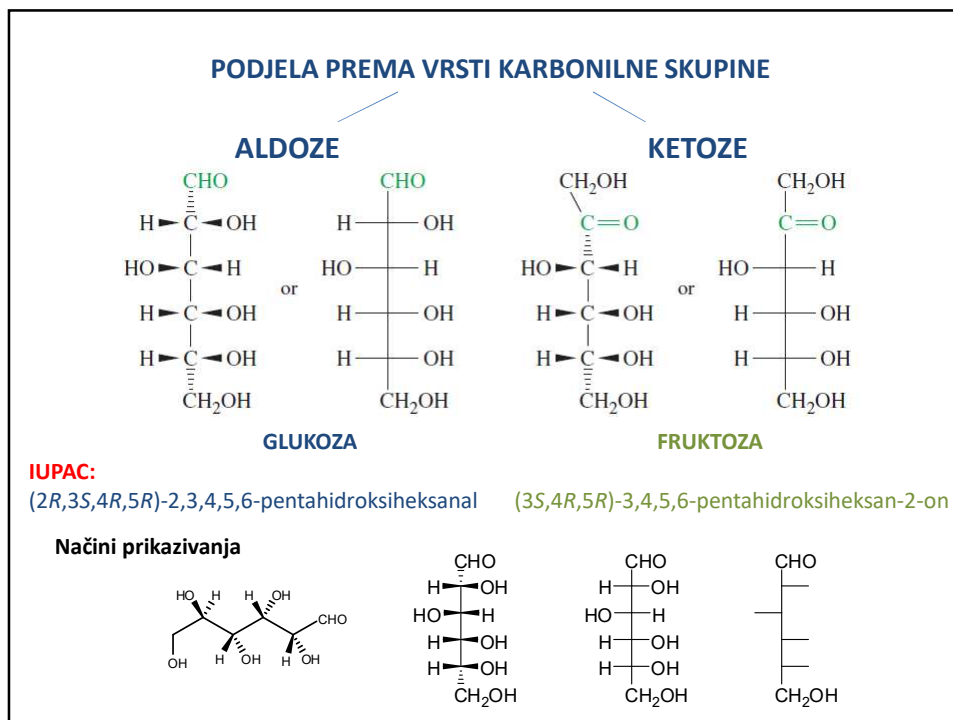 PODJELA PREMA VRSTI KARBONILNE SKUPINE
ALDOZE KETOZE
CHO CHO CH₂OH CH₂OH
H C OH H OH C=O C=O
HO C H HO H HO C H HO H
or or
H C OH H OH H C OH H OH
H C OH H OH H C OH H OH
CH₂OH CH₂OH CH₂OH CH₂OH
GLUKOZA FRUKTOZA
IUPAC:
(2R,3S,4R,5R)-2,3,4,5,6-pentahidroksiheksanal (3S,4R,5R)-3,4,5,6-pentahidroksiheksan-2-on
Načini prikazivanja
CHO CHO CHO
HO H H OH H OH H OH
CHO HO H HO H
OH H OH H OH H OH H OH
H OH H OH
CH₂OH CH₂OH CH₂OH